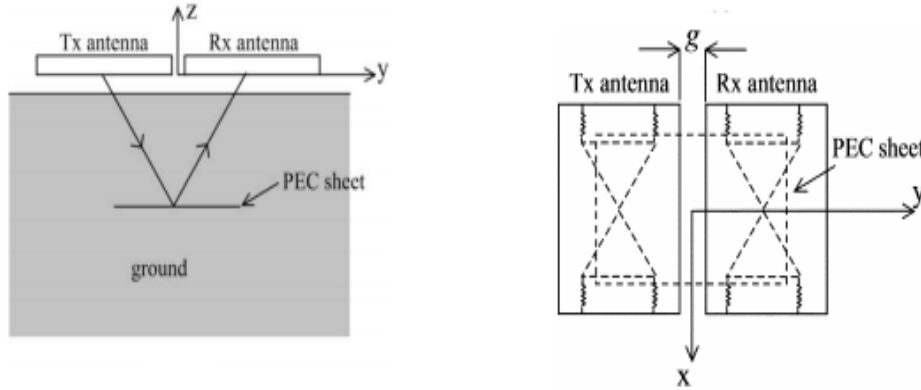 z
Tx antenna Rx antenna
y
PEC sheet
ground
g
Tx antenna Rx antenna
PEC sheet
y
x